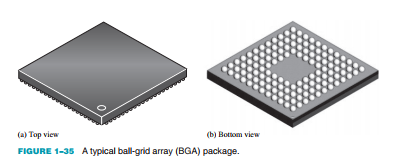 (a) Top view
(b) Bottom view
FIGURE 1–35 A typical ball-grid array (BGA) package.